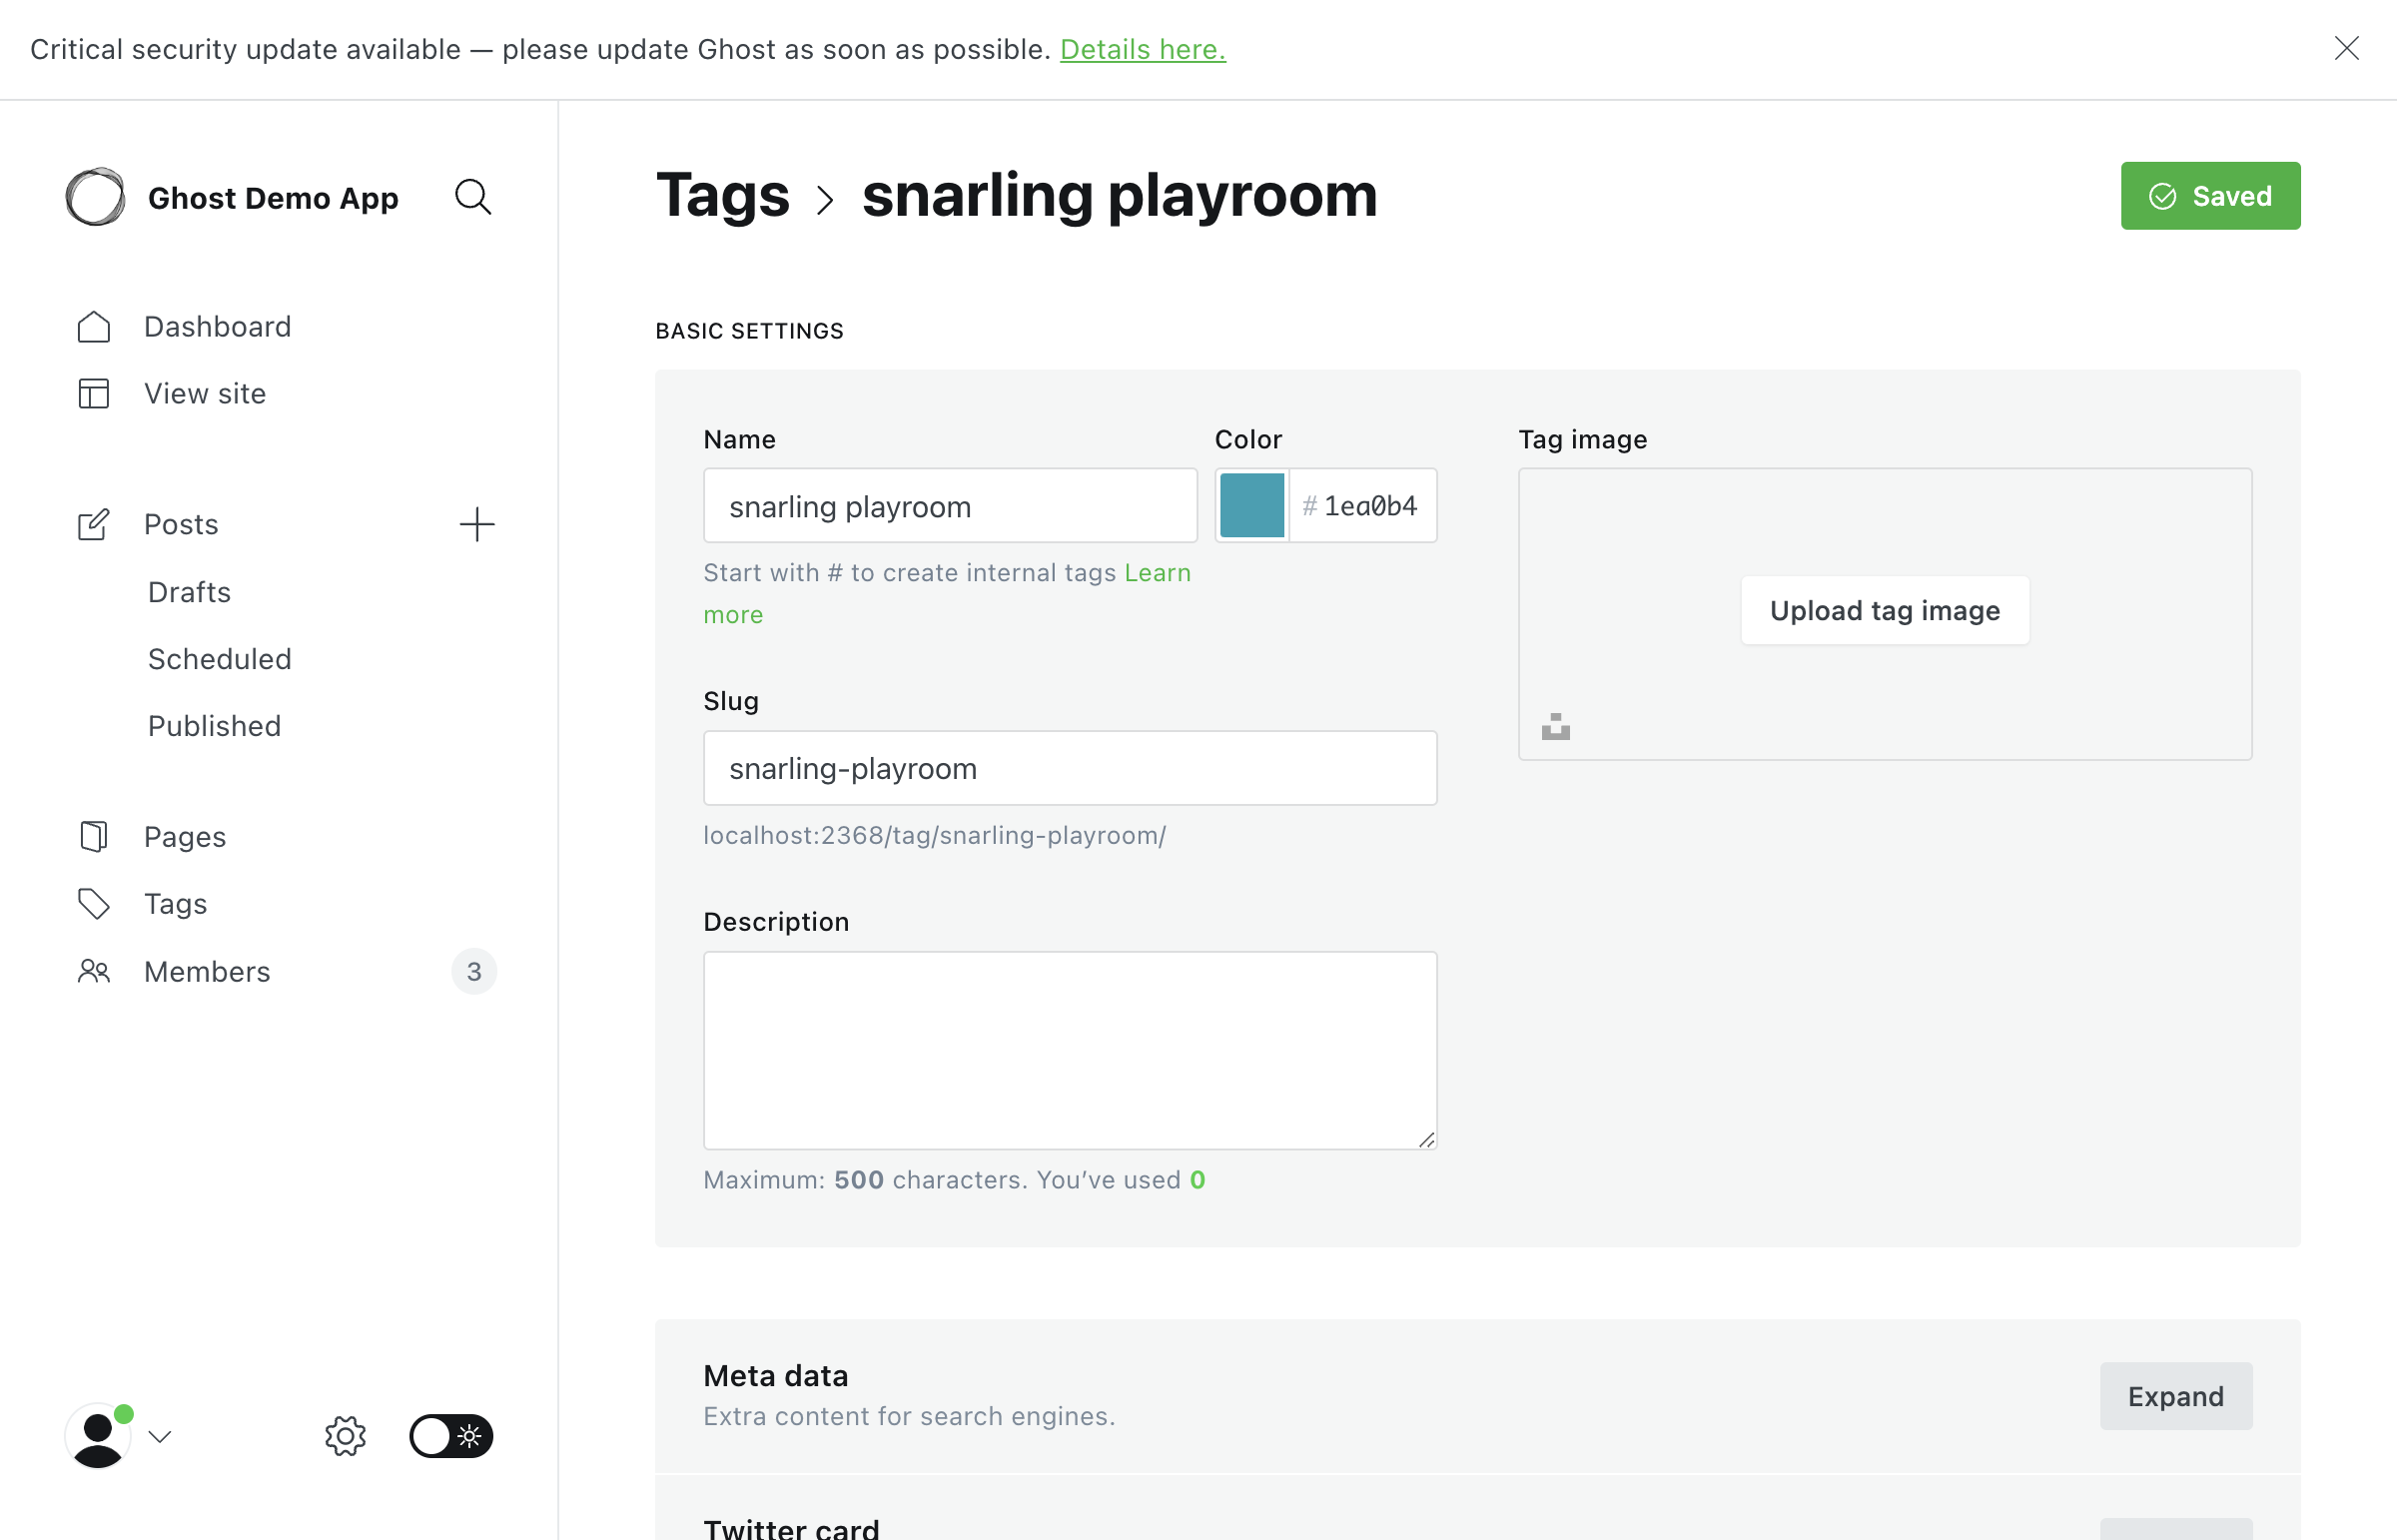 Critical security update available — please update Ghost as soon as possible. Details here.
Ghost Demo App
Dashboard
View site
Posts
Drafts
Scheduled
Published
Pages
Tags
Members 3
Tags > snarling playroom
Saved
BASIC SETTINGS
Name
snarling playroom
Start with # to create internal tags Learn
more
Color
# 1ea0b4
Slug
snarling-playroom
localhost:2368/tag/snarling-playroom/
Description
Maximum: 500 characters. You’ve used 0
Tag image
Upload tag image
Meta data
Extra content for search engines.
Expand
Twitter card